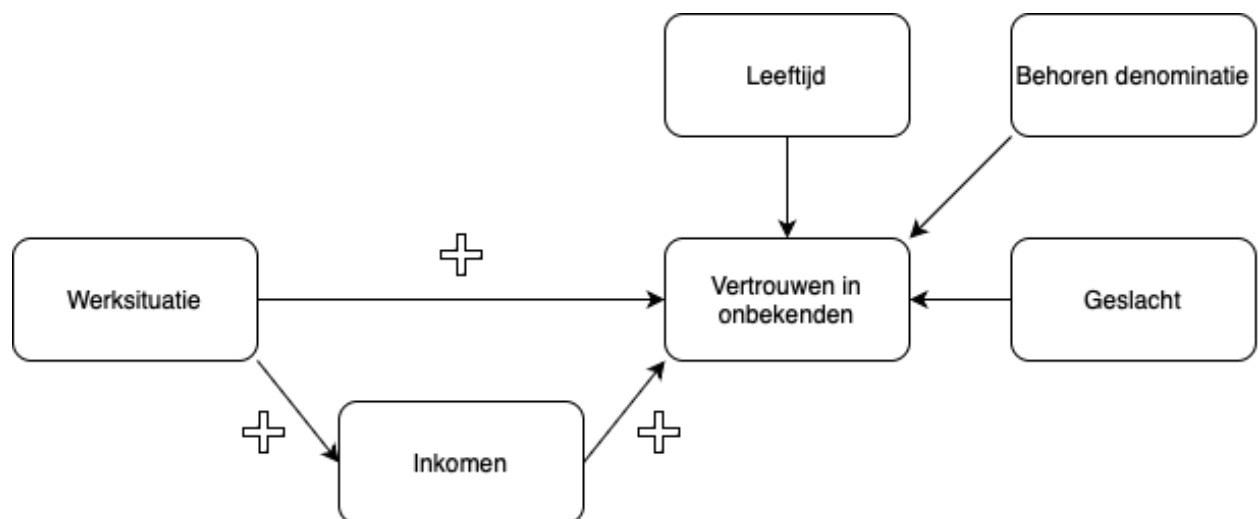 Leeftijd
Behoren denominatie
Werksituatie
Vertrouwen in
onbekenden
Geslacht
Inkomen